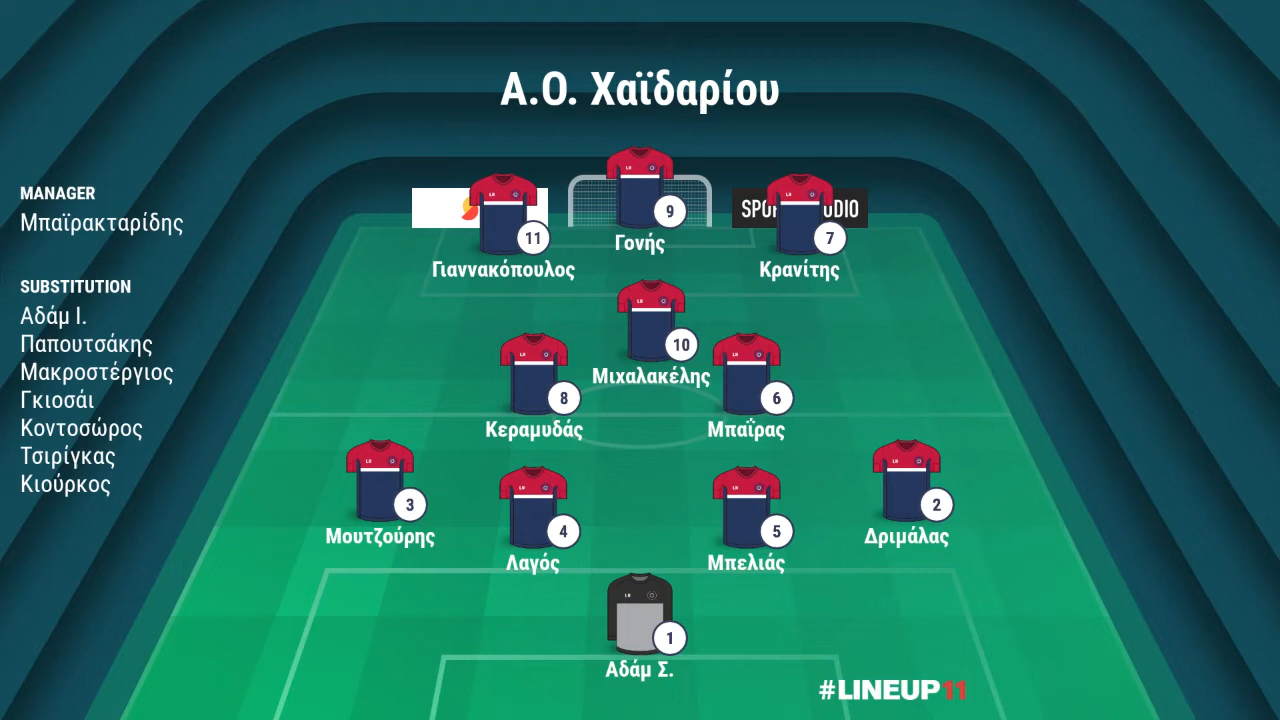 Α.Ο. Χαϊδαρίου
MANAGER
Μπαϊρακταρίδης
SUBSTITUTION
Αδάμ Ι.
Παπουτσάκης
Μακροστέργιος
Γκιοσάι
Κοντοσώρος
Τσιρίγκας
Κιούρκος
9
Γονής
11
Γιαννακόπουλος
7
Κρανίτης
10
Μιχαλακέλης
8
Κεραμυδάς
6
Μπαΐρας
3
Μουτζούρης
4
Λαγός
5
Μπελιάς
2
Δριμάλας
1
Αδάμ Σ.
#LINEUP11